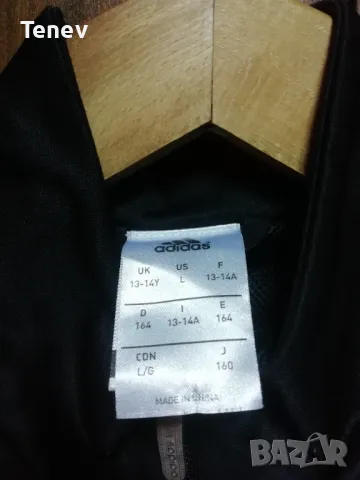 Tenev
adidas
UK US F
13-14Y L 13-14A
D I E
164 13-14A 164
CDN J
L/G 160
MADE IN CHINA
BAZAR